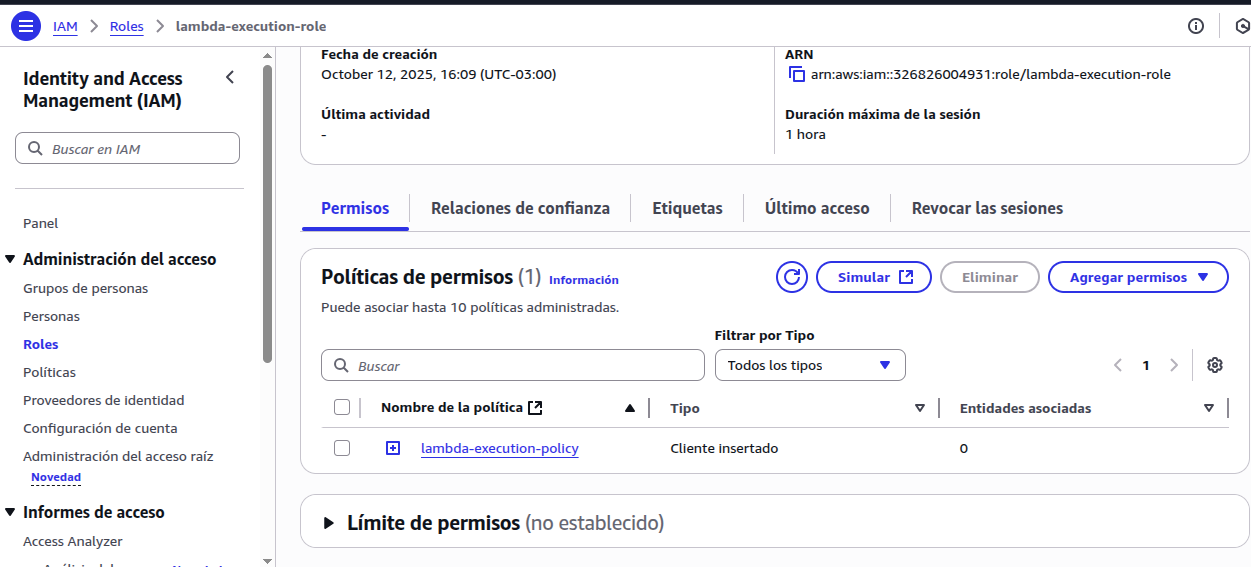 IAM > Roles > lambda-execution-role
Identity and Access
Management (IAM)
Buscar en IAM
Panel
Administración del acceso
Grupos de personas
Personas
Roles
Políticas
Proveedores de identidad
Configuración de cuenta
Administración del acceso raíz
Novedad
Informes de acceso
Access Analyzer
Fecha de creación
October 12, 2025, 16:09 (UTC-03:00)
Última actividad
-
ARN
arn:aws:iam::326826004931:role/lambda-execution-role
Duración máxima de la sesión
1 hora
Permisos
Relaciones de confianza
Etiquetas
Último acceso
Revocar las sesiones
Políticas de permisos (1) Información
Simular
Eliminar
Agregar permisos
Puede asociar hasta 10 políticas administradas.
Filtrar por Tipo
Buscar
Todos los tipos
1
Nombre de la política
Tipo
Entidades asociadas
lambda-execution-policy
Cliente insertado
0
Límite de permisos (no establecido)